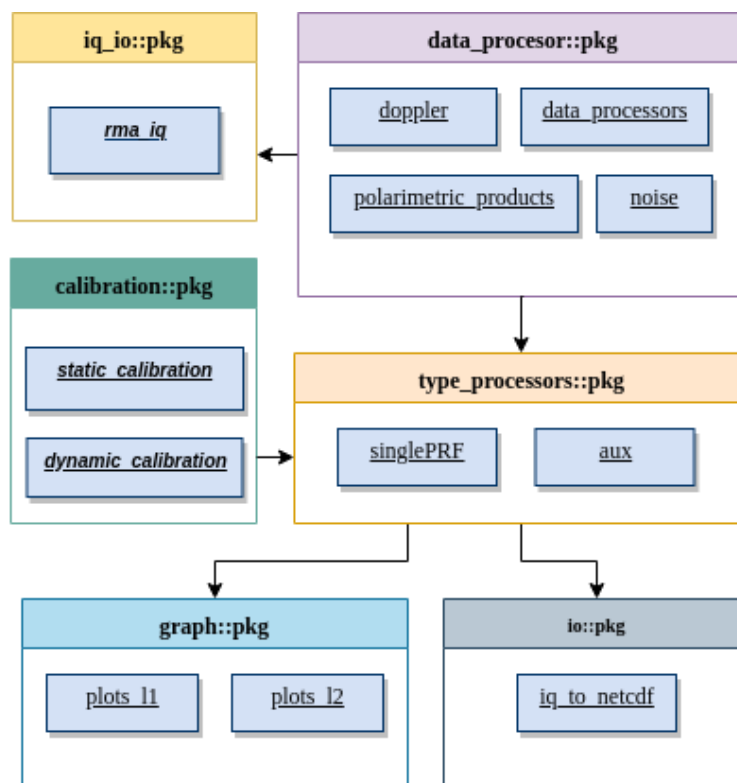 iq_io::pkg
rma_iq
data_procesor::pkg
doppler
data_processors
polarimetric_products
noise
calibration::pkg
static_calibration
dynamic_calibration
type_processors::pkg
singlePRF
aux
graph::pkg
plots_l1
plots_l2
io::pkg
iq_to_netcdf